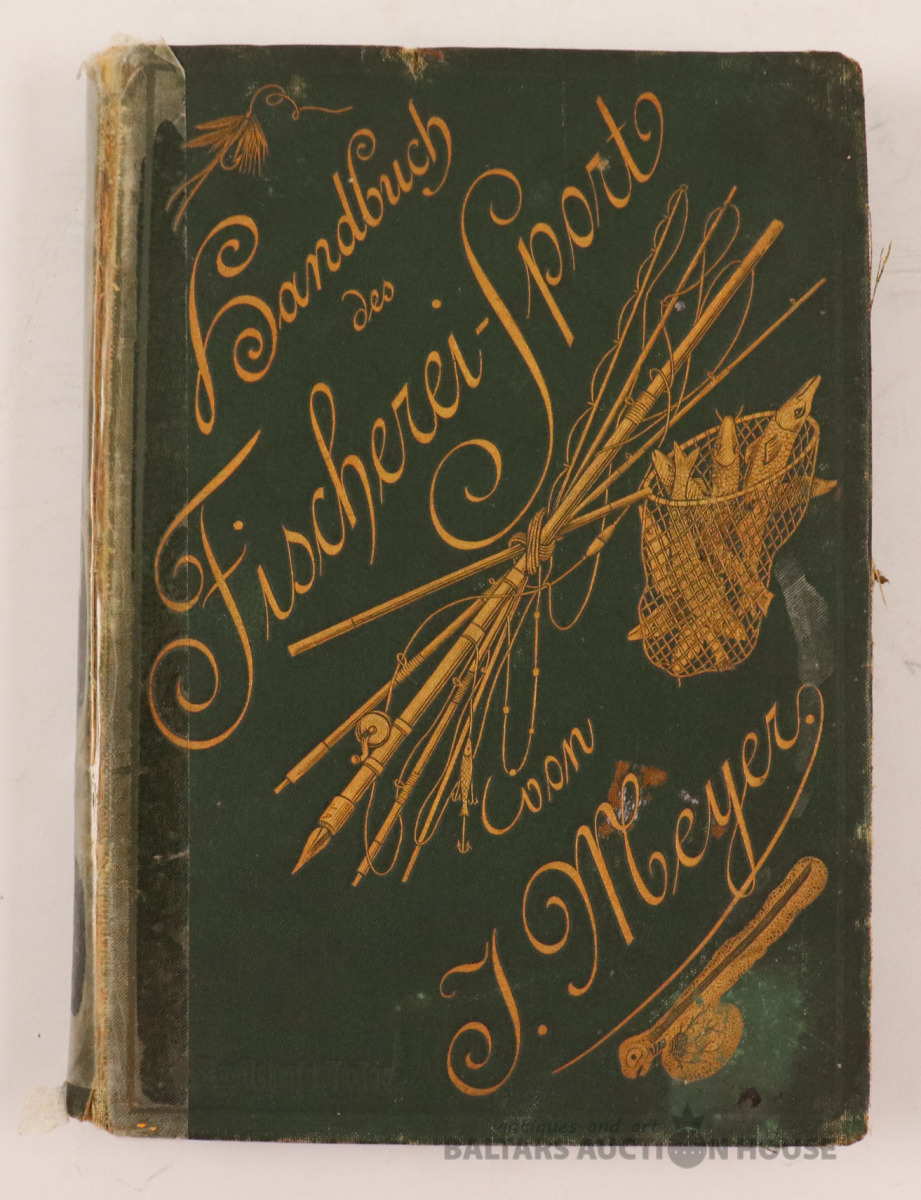 Handbuch
des
Fischerei-Sport
von
J. Meyer.
antiques and art
BALTARS AUCTION HOUSE